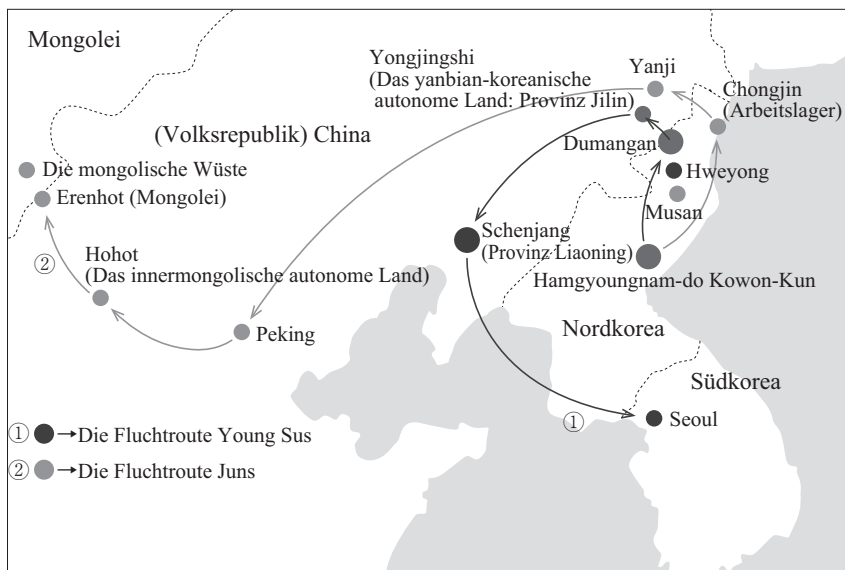 Mongolei
Yongjingshi
(Das yanbian-koreanische
autonome Land: Provinz Jilin)
Yanji
Chongjin
(Arbeitslager)
(Volksrepublik) China
Dumangan
Die mongolische Wüste
Hweyong
Erenhot (Mongolei)
Musan
Schenjang
(Provinz Liaoning)
②
Hohot
(Das innermongolische autonome Land)
Hamgyoungnam-do Kowon-Kun
Peking
Nordkorea
Südkorea
①
Seoul
① →Die Fluchtroute Young Sus
② →Die Fluchtroute Juns